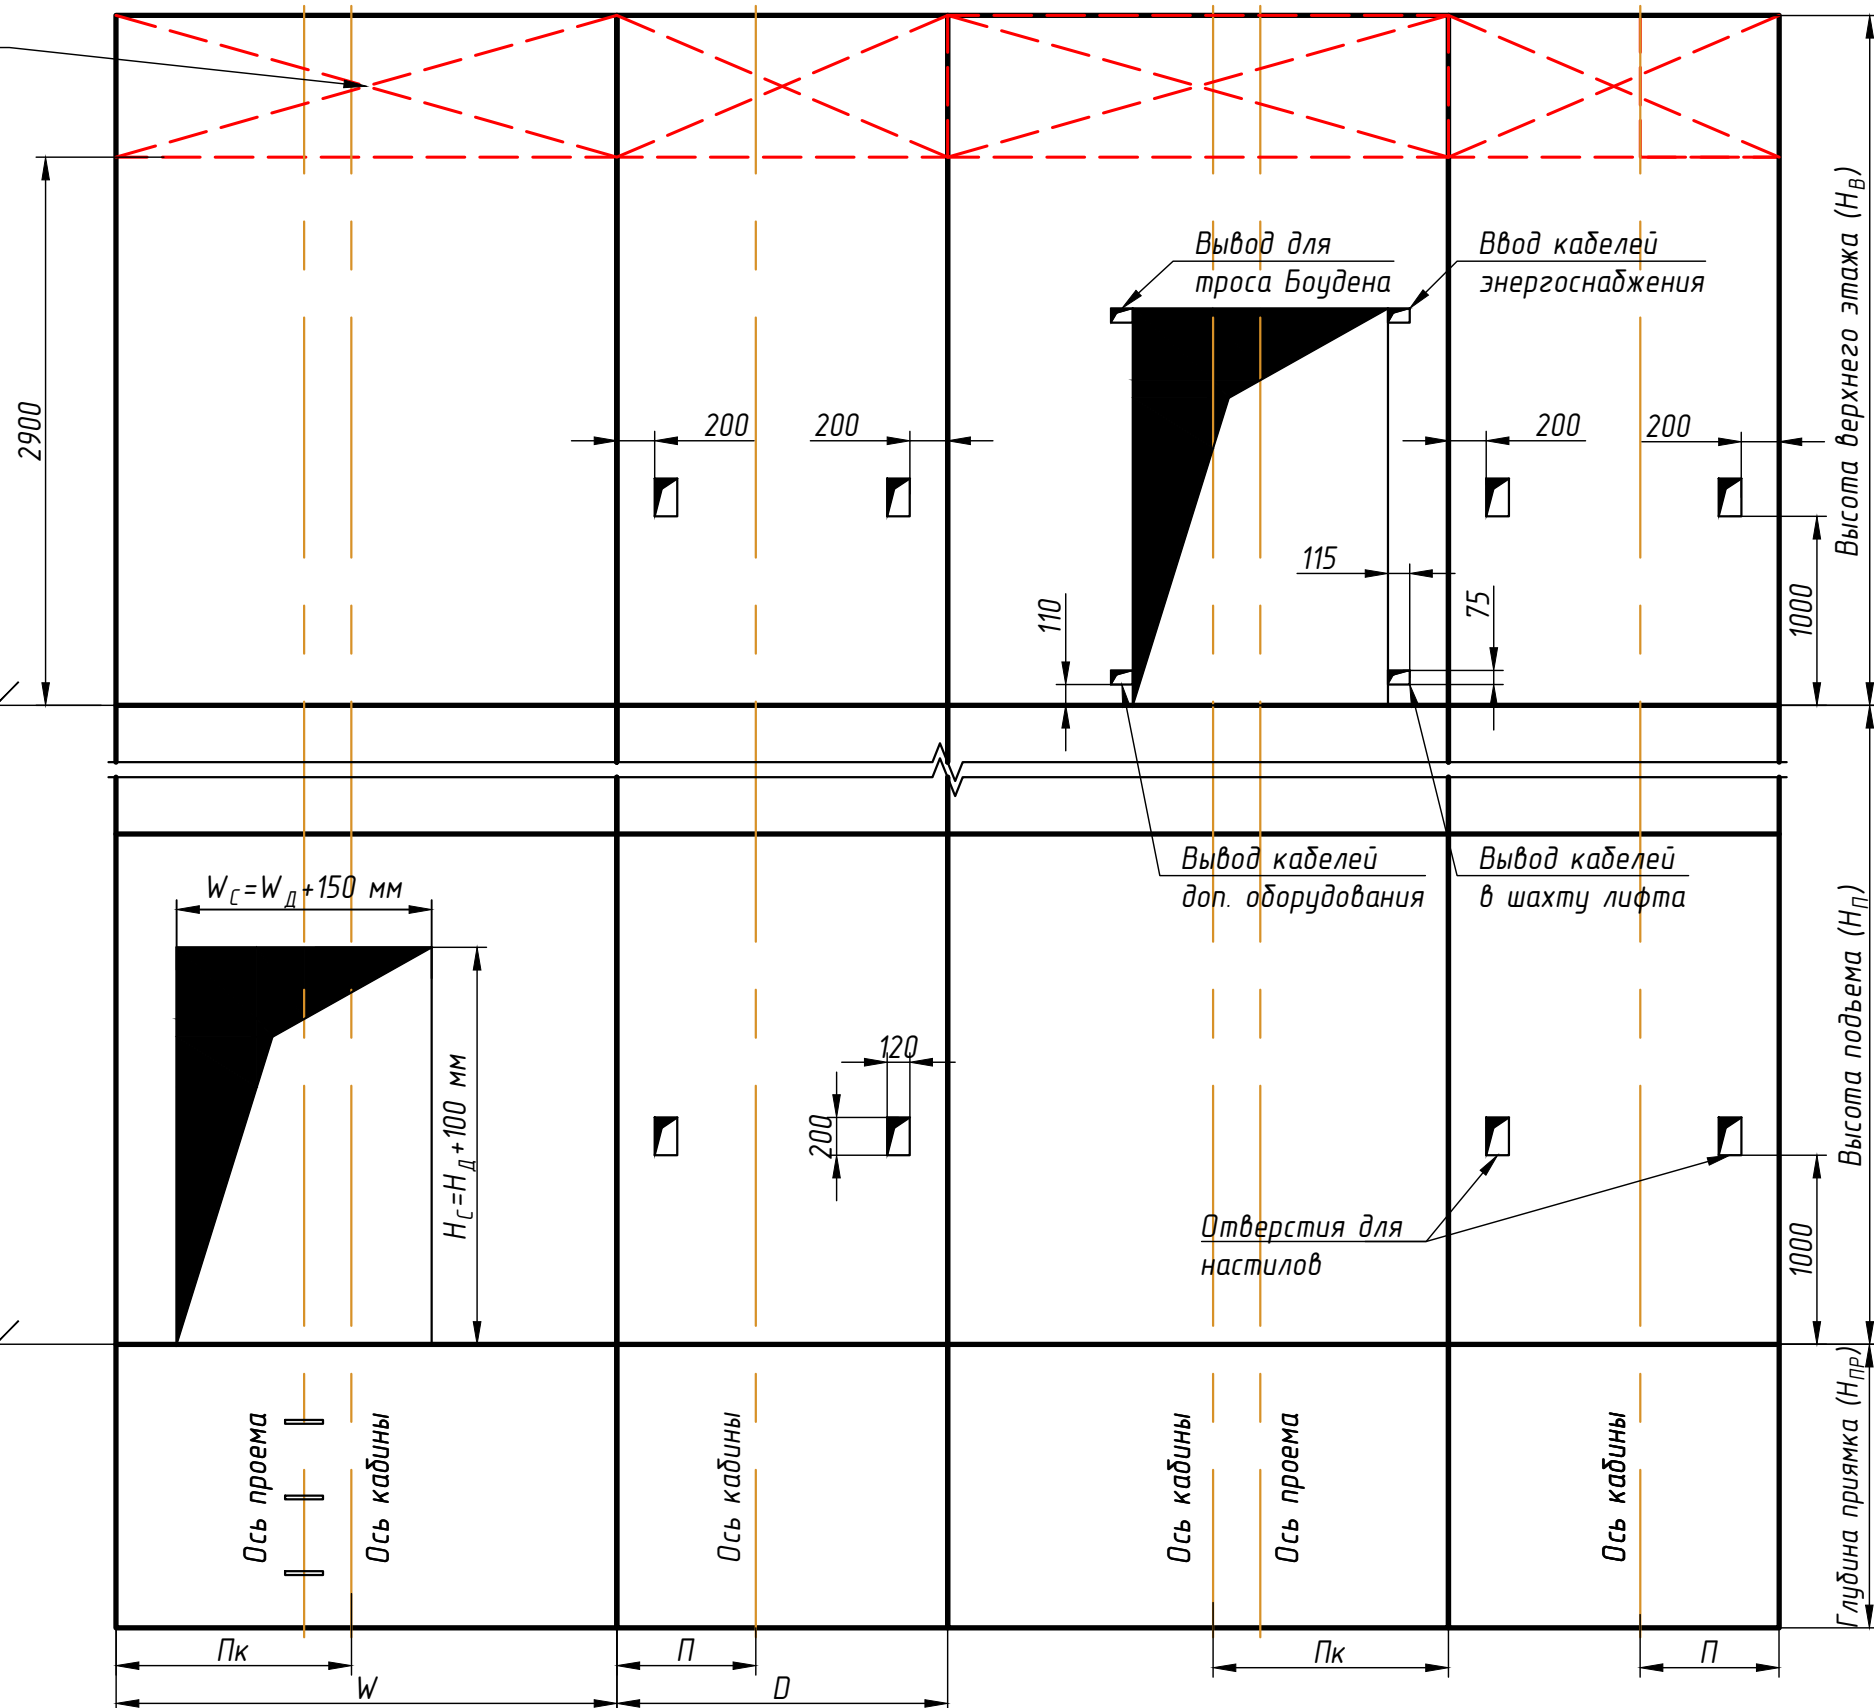 Вывод для
троса Боудена
Ввод кабелей
энергоснабжения
Высота верхнего этажа (HВ)
2900
200
200
200
200
115
110
75
1000
Вывод кабелей
доп. оборудования
Вывод кабелей
в шахту лифта
WС=WД+150 мм
HС=HД+100 мм
120
200
Высота подъема (HП)
Отверстия для
настилов
1000
Ось проема
Ось кабины
Ось кабины
Ось кабины
Ось проема
Ось кабины
Глубина приямка (HПР)
Пк
П
Пк
П
W
D